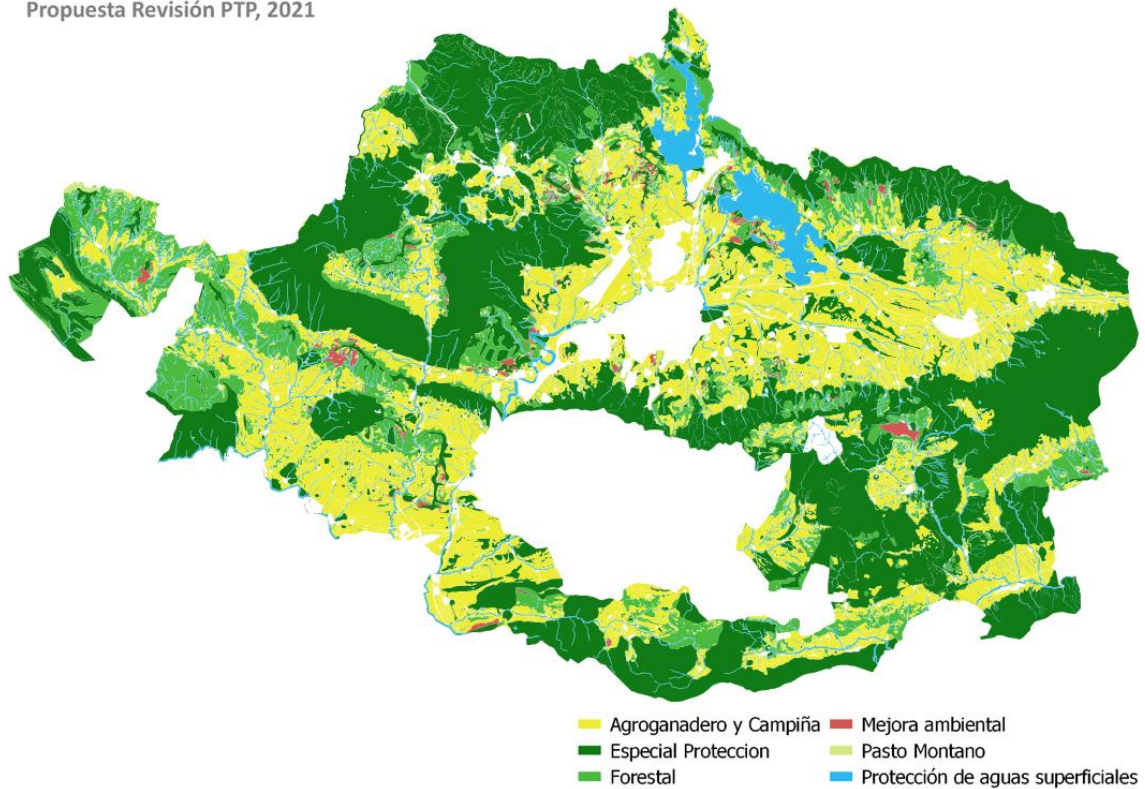 Propuesta Revisión PTP, 2021
Agroganadero y Campiña
Especial Proteccion
Forestal
Mejora ambiental
Pasto Montano
Protección de aguas superficiales